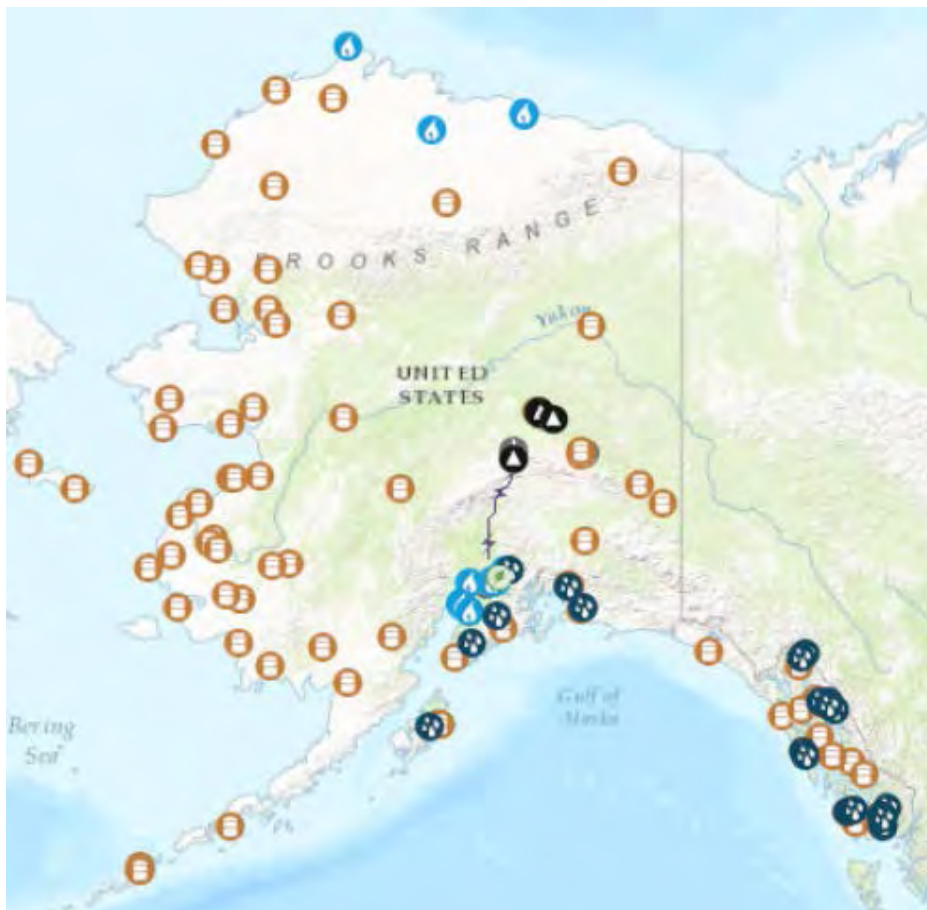 BROOKS RANGE
Yukon
UNITED
STATES
Gulf of
Alaska
Bering
Sea